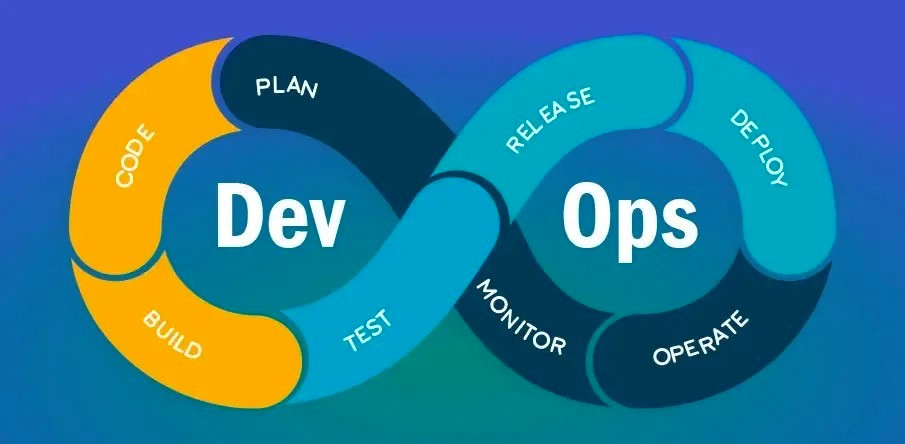 PLAN
CODE
BUILD
TEST
RELEASE
DEPLOY
OPERATE
MONITOR
Dev
Ops